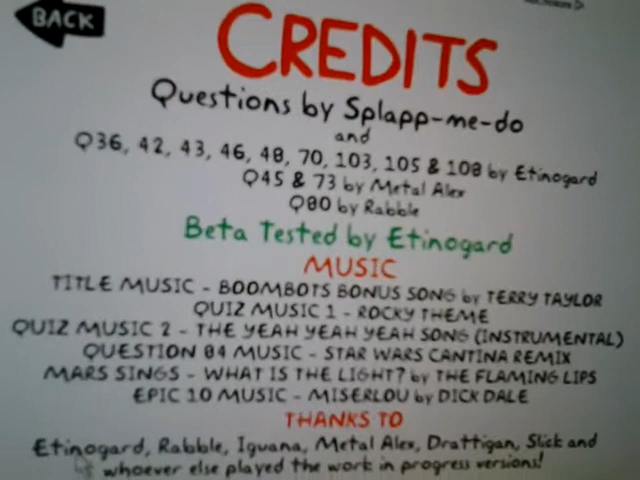 BACK
CREDITS
Questions by Splapp-me-do
and
Q36, 42, 43, 46, 48, 70, 103, 105 & 108 by Etinogard
Q45 & 73 by Metal Alex
Q80 by Rabble
Beta Tested by Etinogard
MUSIC
TITLE MUSIC - BOOMBOTS BONUS SONG by TERRY TAYLOR
QUIZ MUSIC 1 - ROCKY THEME
QUIZ MUSIC 2 - THE YEAH YEAH YEAH SONG (INSTRUMENTAL)
QUESTION 84 MUSIC - STAR WARS CANTINA REMIX
MARS SINGS - WHAT IS THE LIGHT? by THE FLAMING LIPS
EPIC 10 MUSIC - MISERLOU by DICK DALE
THANKS TO
Etinogard, Rabble, Iguana, Metal Alex, Drattigan, Slick and
whoever else played the work in progress versions!